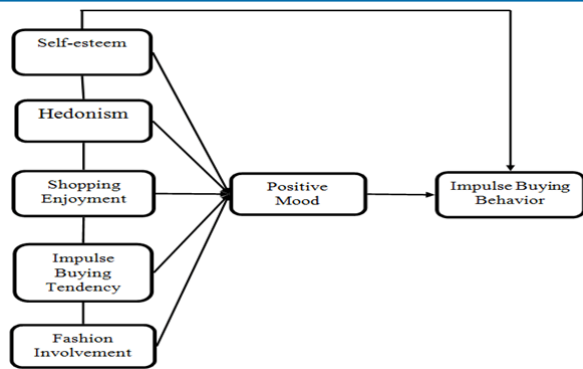 Self-esteem
Hedonism
Shopping
Enjoyment
Impulse
Buying
Tendency
Fashion
Involvement
Positive
Mood
Impulse Buying
Behavior